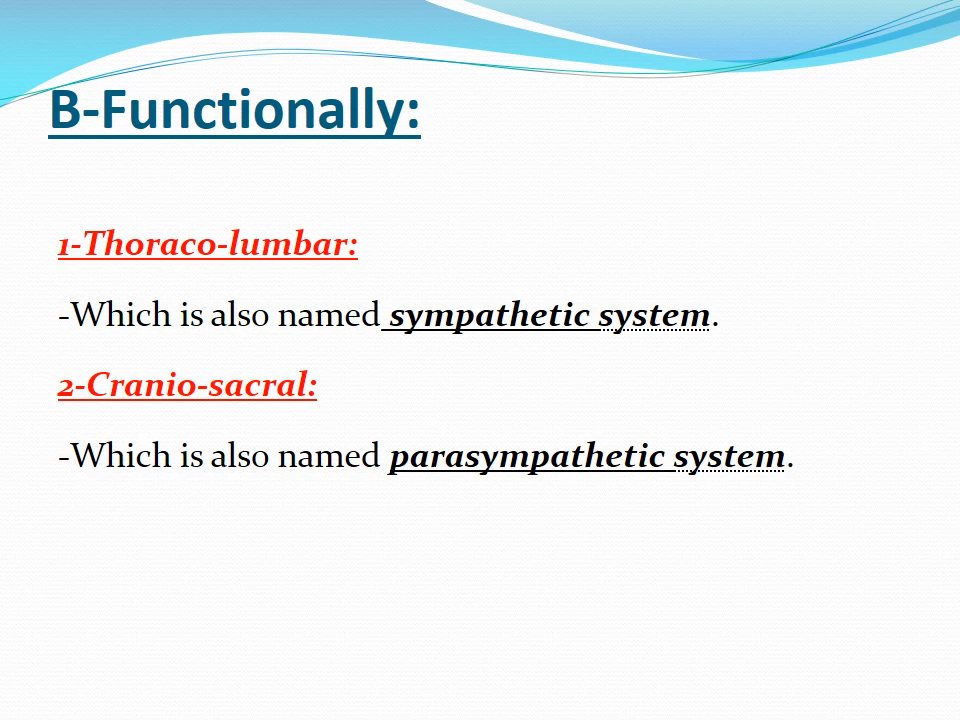 B-Functionally:
1-Thoraco-lumbar:
-Which is also named sympathetic system.
2-Cranio-sacral:
-Which is also named parasympathetic system.